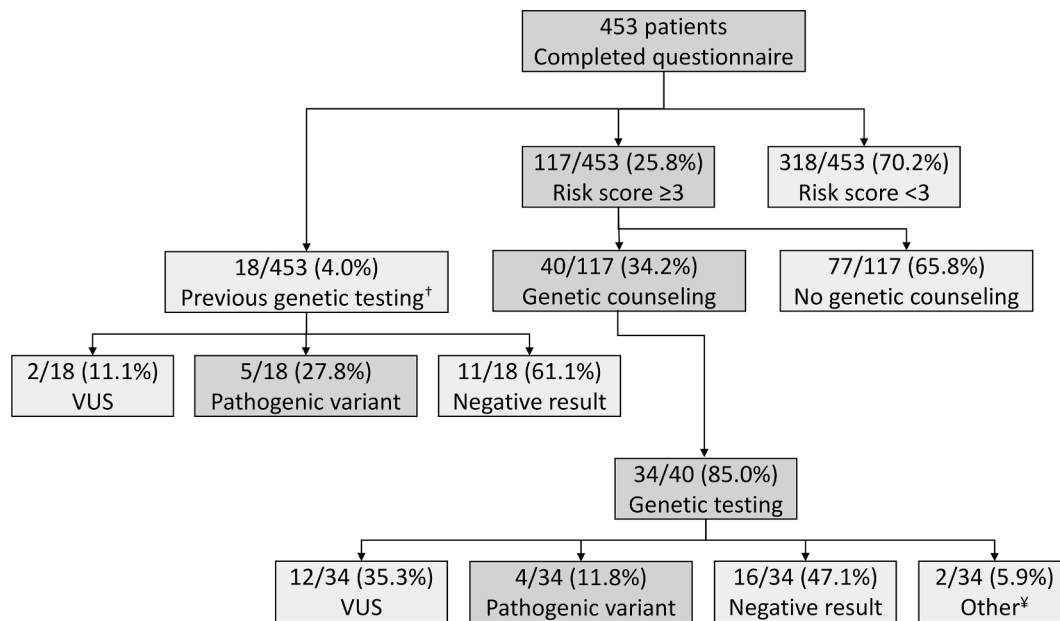 453 patients
Completed questionnaire
117/453 (25.8%)
Risk score ≥3
318/453 (70.2%)
Risk score <3
18/453 (4.0%)
Previous genetic testing†
40/117 (34.2%)
Genetic counseling
77/117 (65.8%)
No genetic counseling
2/18 (11.1%)
VUS
5/18 (27.8%)
Pathogenic variant
11/18 (61.1%)
Negative result
34/40 (85.0%)
Genetic testing
12/34 (35.3%)
VUS
4/34 (11.8%)
Pathogenic variant
16/34 (47.1%)
Negative result
2/34 (5.9%)
Other¥